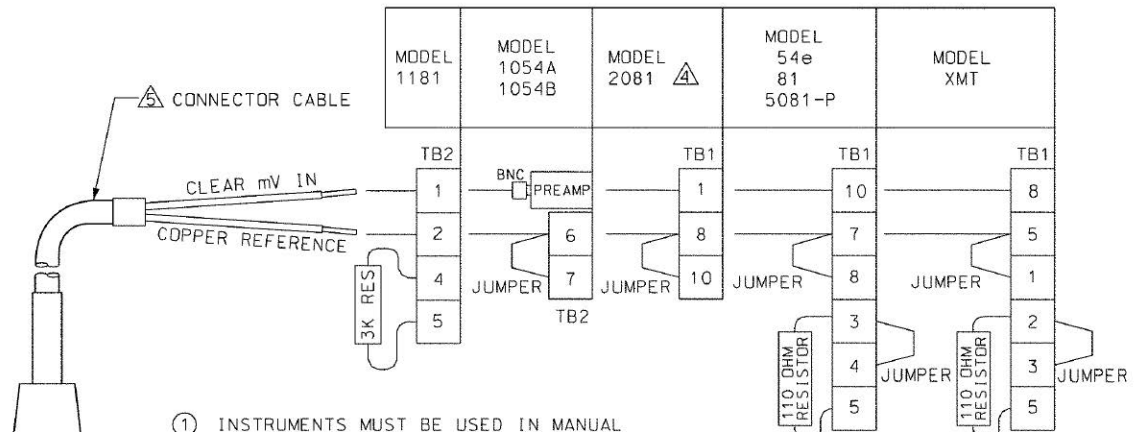 MODEL 1181
MODEL 1054A 1054B
MODEL 2081 4
MODEL 54e 81 5081-P
MODEL XMT
5 CONNECTOR CABLE
TB2
TB1
TB1
TB1
CLEAR mV IN
1
BNC
PREAMP
1
10
8
COPPER REFERENCE
2
6
8
7
5
3K RES
4
JUMPER
7
JUMPER
10
JUMPER
8
JUMPER
1
5
TB2
3
2
110 OHM RESISTOR
4
JUMPER
110 OHM RESISTOR
3
JUMPER
5
5
1 INSTRUMENTS MUST BE USED IN MANUAL